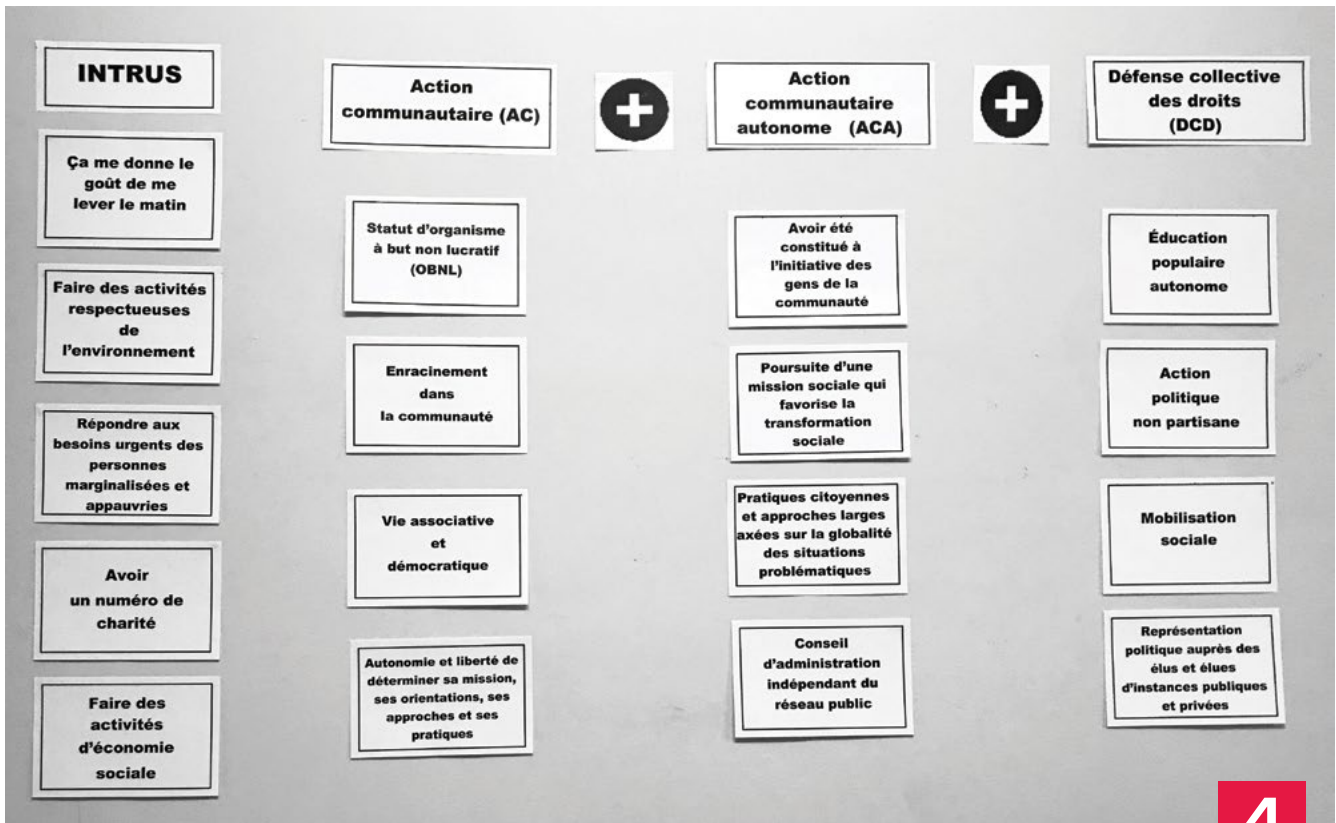 INTRUS
Ça me donne le
goût de me
lever le matin
Faire des activités
respectueuses
de
l'environnement
Répondre aux
besoins urgents des
personnes
marginalisées et
appauvries
Avoir
un numéro de
charité
Faire des
activités
d'économie
sociale
Action
communautaire (AC)
Statut d'organisme
à but non lucratif
(OBNL)
Enracinement
dans
la communauté
Vie associative
et
démocratique
Autonomie et liberté de
déterminer sa mission,
ses orientations, ses
approches et ses
pratiques
+
Action
communautaire
autonome (ACA)
Avoir été
constitué à
l'initiative des
gens de la
communauté
Poursuite d'une
mission sociale qui
favorise la
transformation
sociale
Pratiques citoyennes
et approches larges
axées sur la globalité
des situations
problématiques
Conseil
d'administration
indépendant du
réseau public
+
Défense collective
des droits
(DCD)
Éducation
populaire
autonome
Action
politique
non partisane
Mobilisation
sociale
Représentation
politique auprès des
élus et élues
d'instances publiques
et privées
4